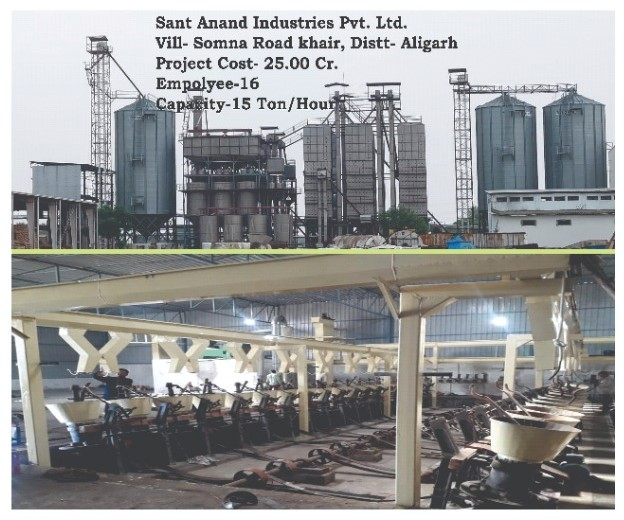 Sant Anand Industries Pvt. Ltd.
Vill- Somna Road khair, Distt- Aligarh
Project Cost- 25.00 Cr.
Empolyee-16
Capakity-15 Ton/Hour